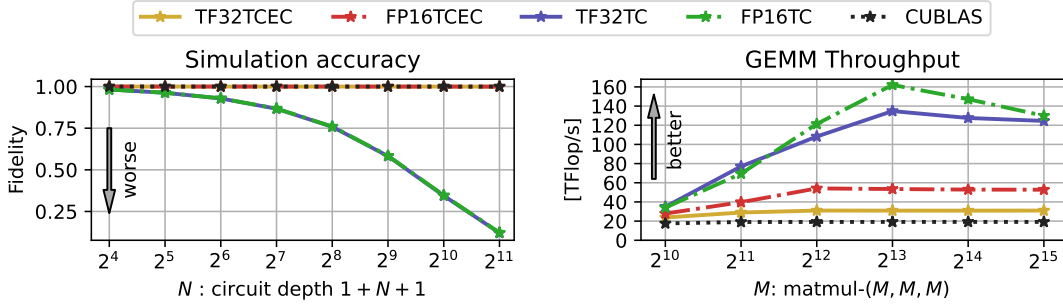 TF32TCEC FP16TCEC TF32TC FP16TC CUBLAS
Simulation accuracy
Fidelity
1.00
0.75
0.50
0.25
worse
2^4 2^5 2^6 2^7 2^8 2^9 2^10 2^11
N : circuit depth 1 + N + 1
GEMM Throughput
[TFlop/s]
160
140
120
100
80
60
40
20
0
better
2^10 2^11 2^12 2^13 2^14 2^15
M: matmul-(M, M, M)